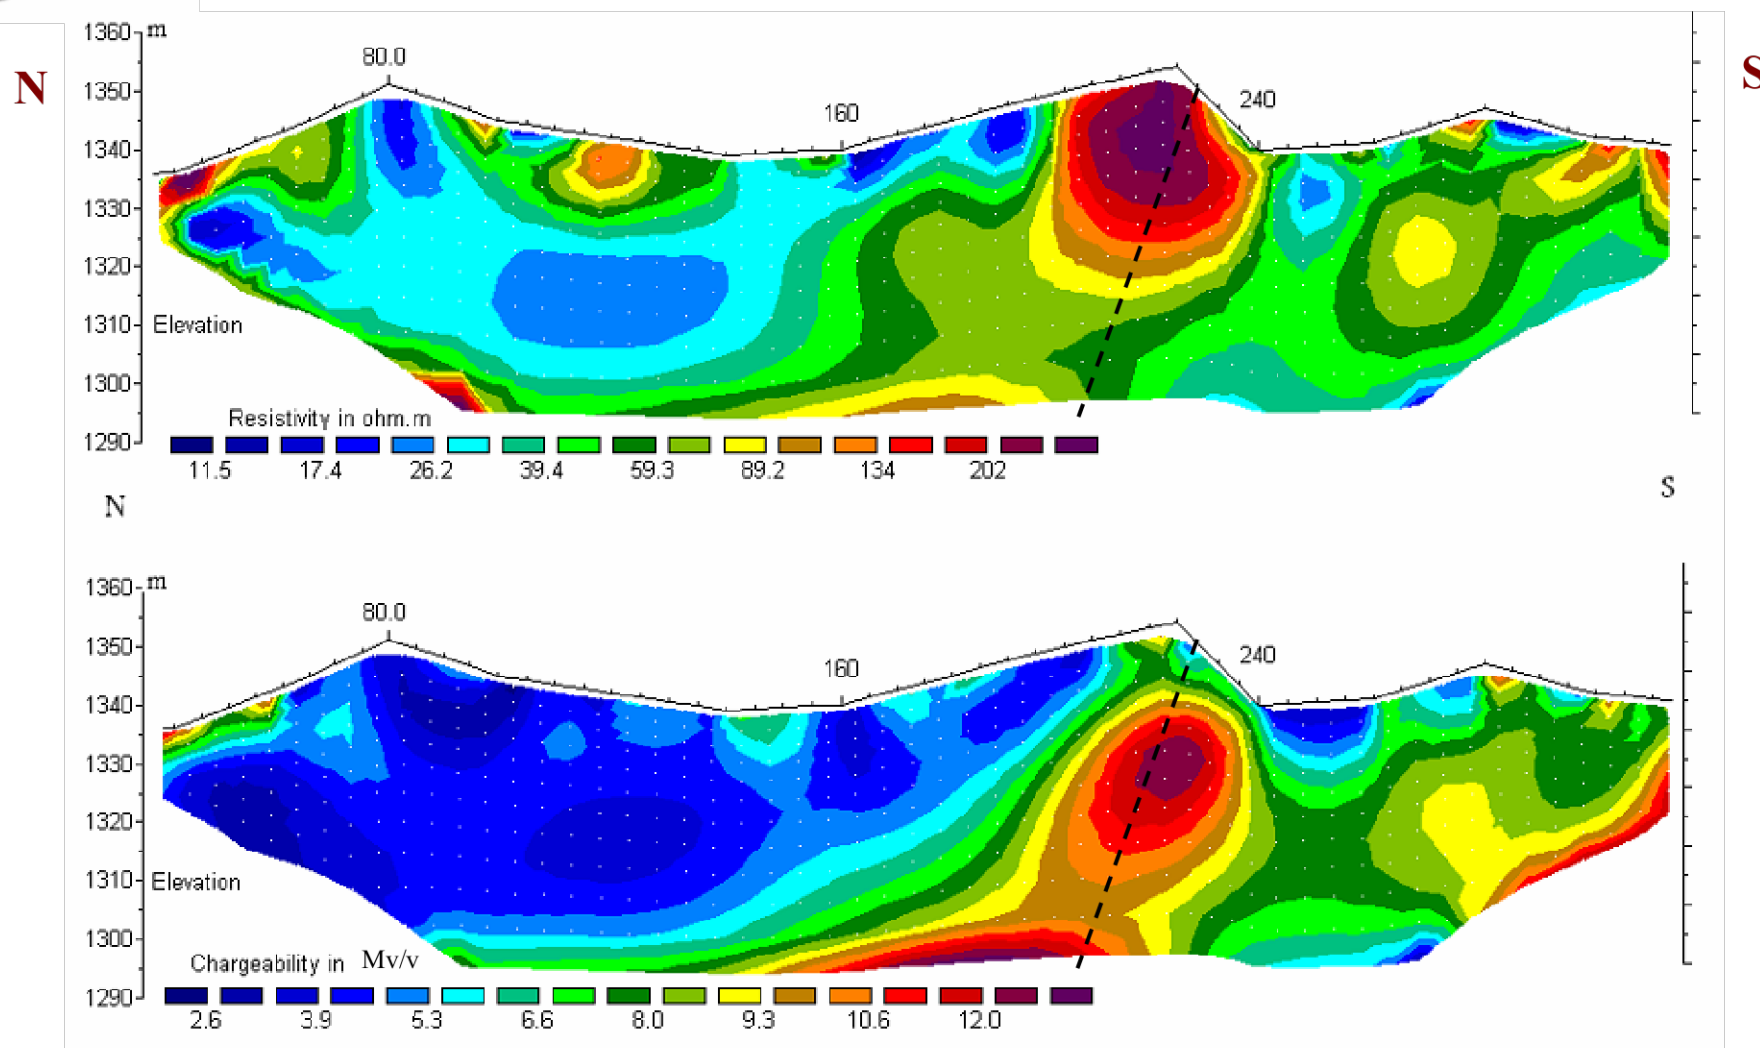 1360 m
80.0
N
S
1350
240
160
1340
1330
1320
1310
Elevation
1300
Resistivity in ohm.m
1290
11.5 17.4 26.2 39.4 59.3 89.2 134 202
N
S
1360 m
80.0
1350
240
160
1340
1330
1320
1310
Elevation
1300
Chargeability in Mv/v
1290
2.6 3.9 5.3 6.6 8.0 9.3 10.6 12.0